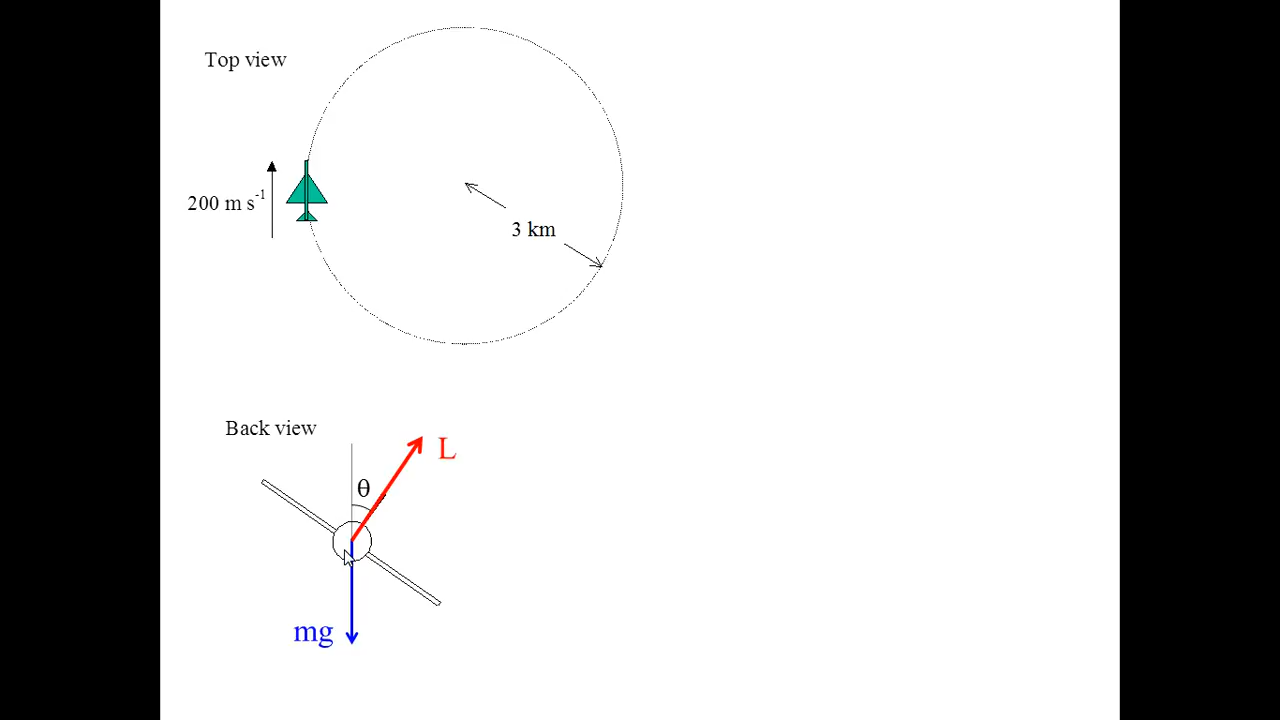 Top view
200 m s⁻¹
3 km
Back view
L
θ
mg